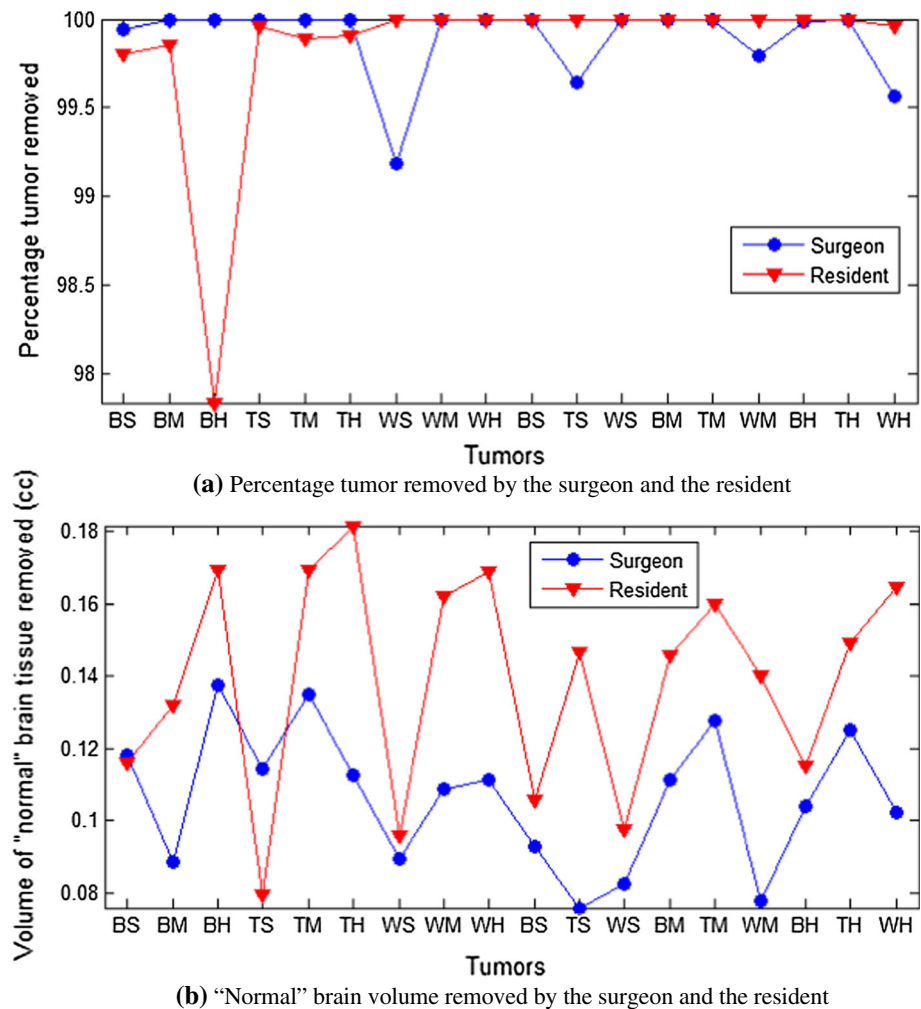 100
99.5
99
98.5
98
Percentage tumor removed
Surgeon
Resident
BS BM BH TS TM TH WS WM WH BS TS WS BM TM WM BH TH WH
Tumors
(a) Percentage tumor removed by the surgeon and the resident
0.18
0.16
0.14
0.12
0.1
0.08
Volume of "normal" brain tissue removed (cc)
Surgeon
Resident
BS BM BH TS TM TH WS WM WH BS TS WS BM TM WM BH TH WH
Tumors
(b) “Normal” brain volume removed by the surgeon and the resident